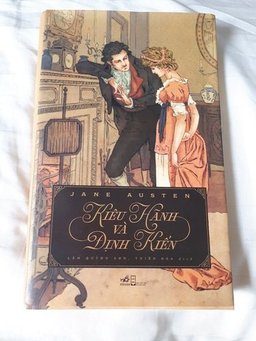 JANE AUSTEN
KIÊU HÃNH
VÀ
ĐỊNH KIẾN